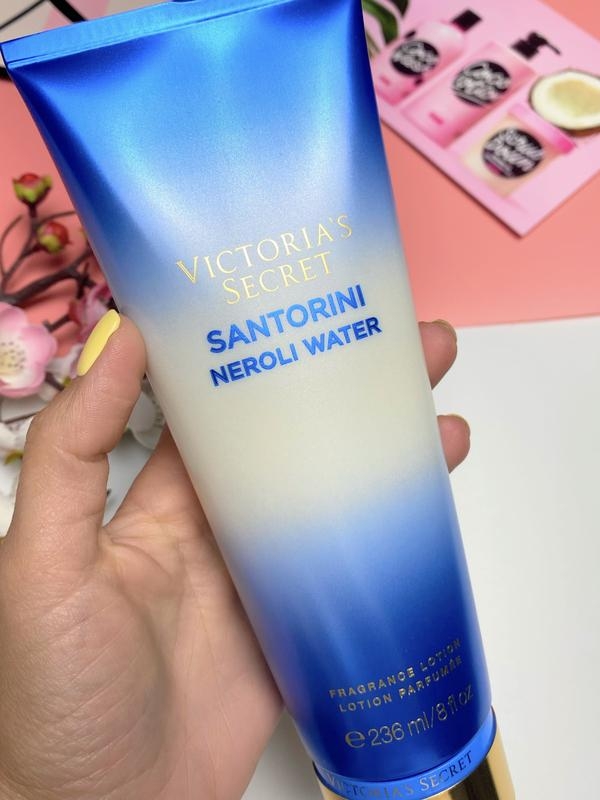 VICTORIA'S
SECRET
SANTORINI
NEROLI WATER
FRAGRANCE LOTION
LOTION PARFUMÉE
℮ 236 ml/8 fl oz
VICTORIA'S SECRET